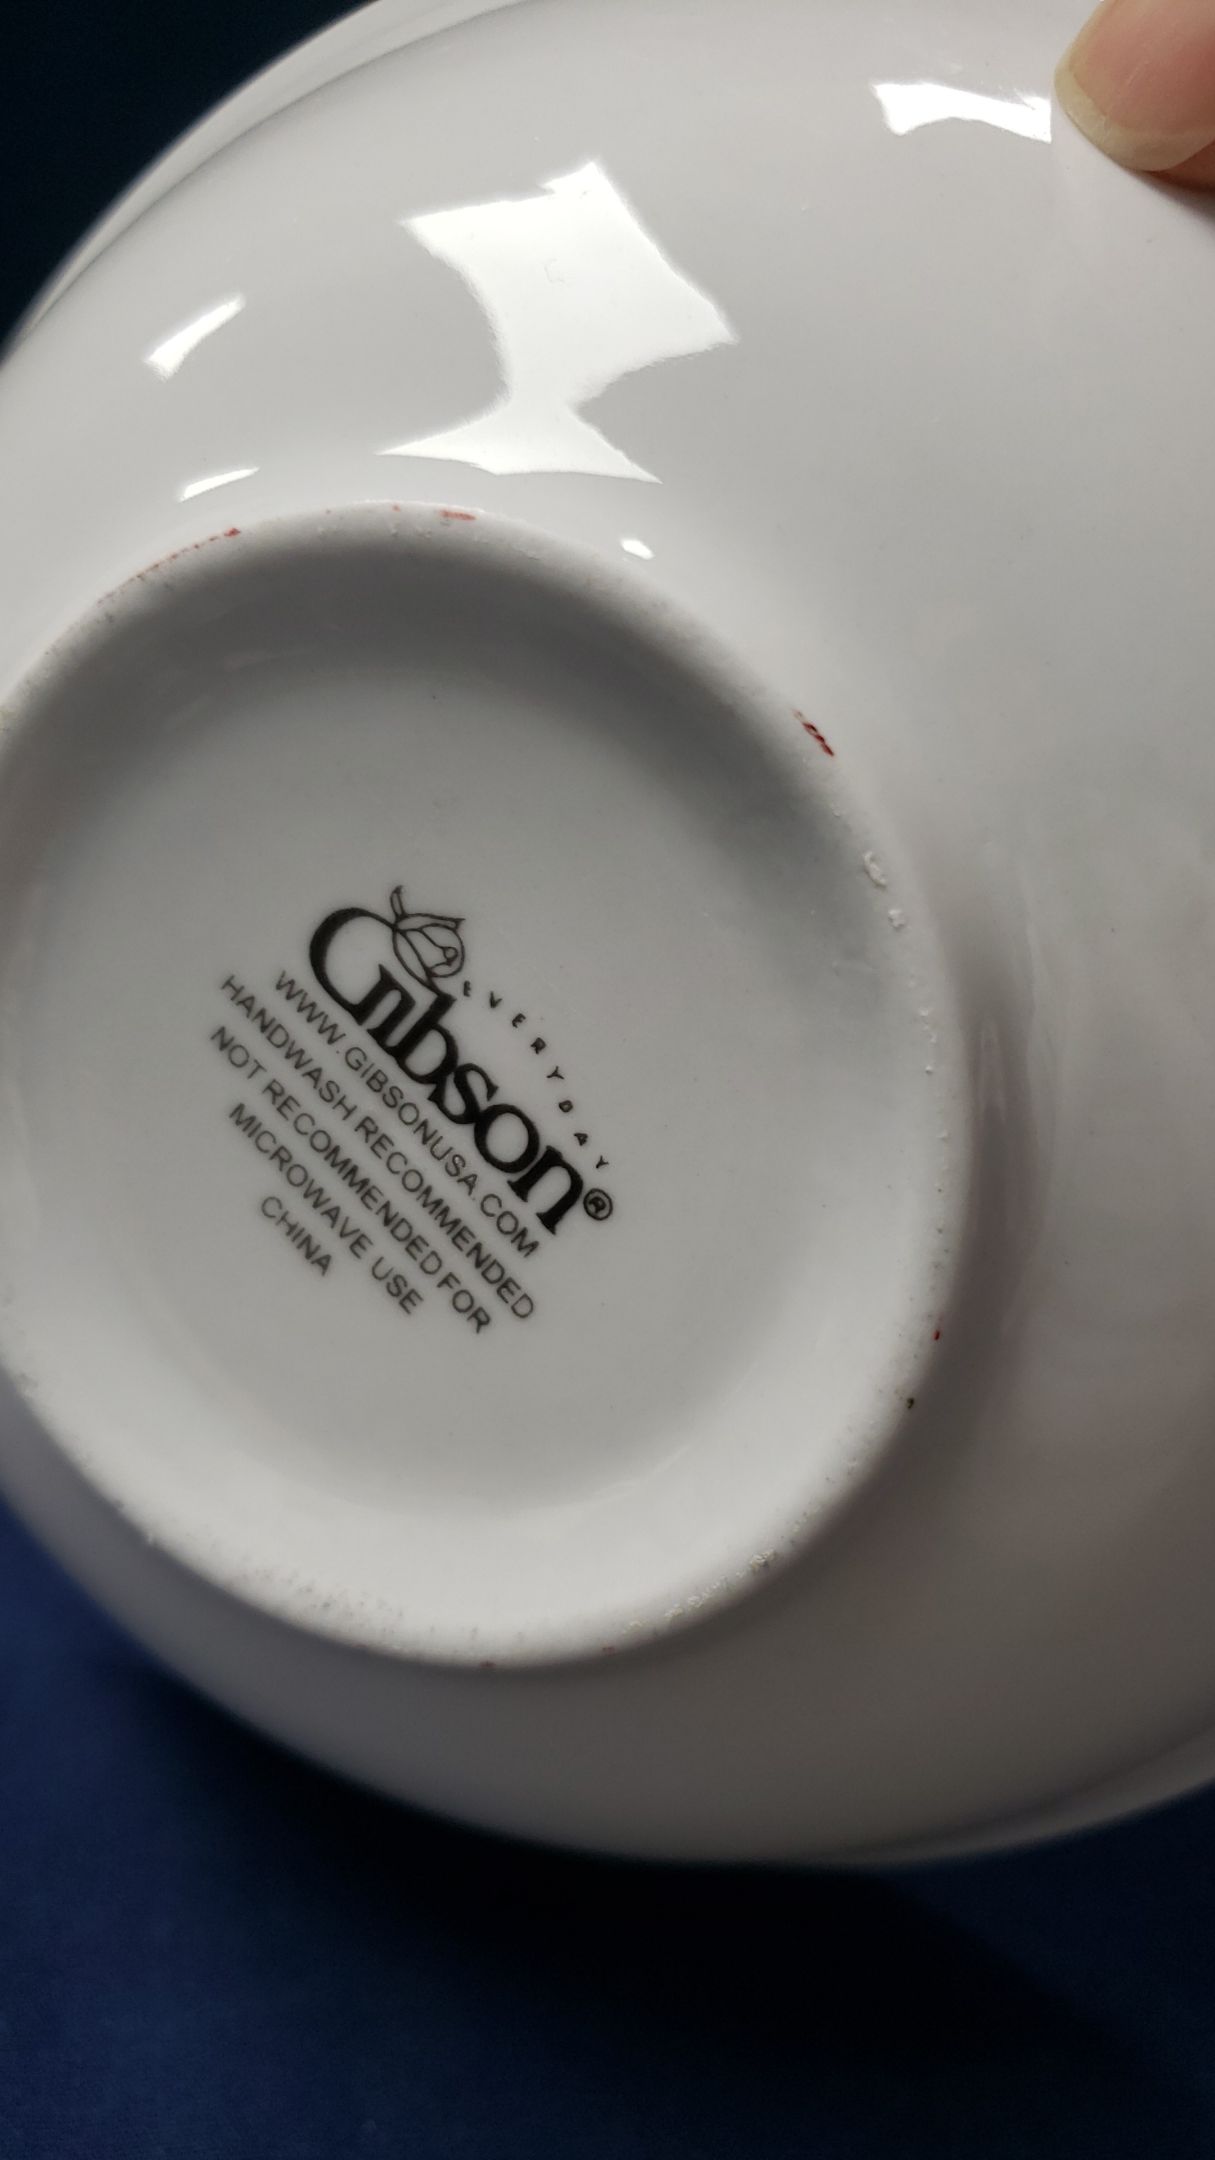 EVERYDAY
Gibson®
WWW.GIBSONUSA.COM
HANDWASH RECOMMENDED
NOT RECOMMENDED FOR
MICROWAVE USE
CHINA